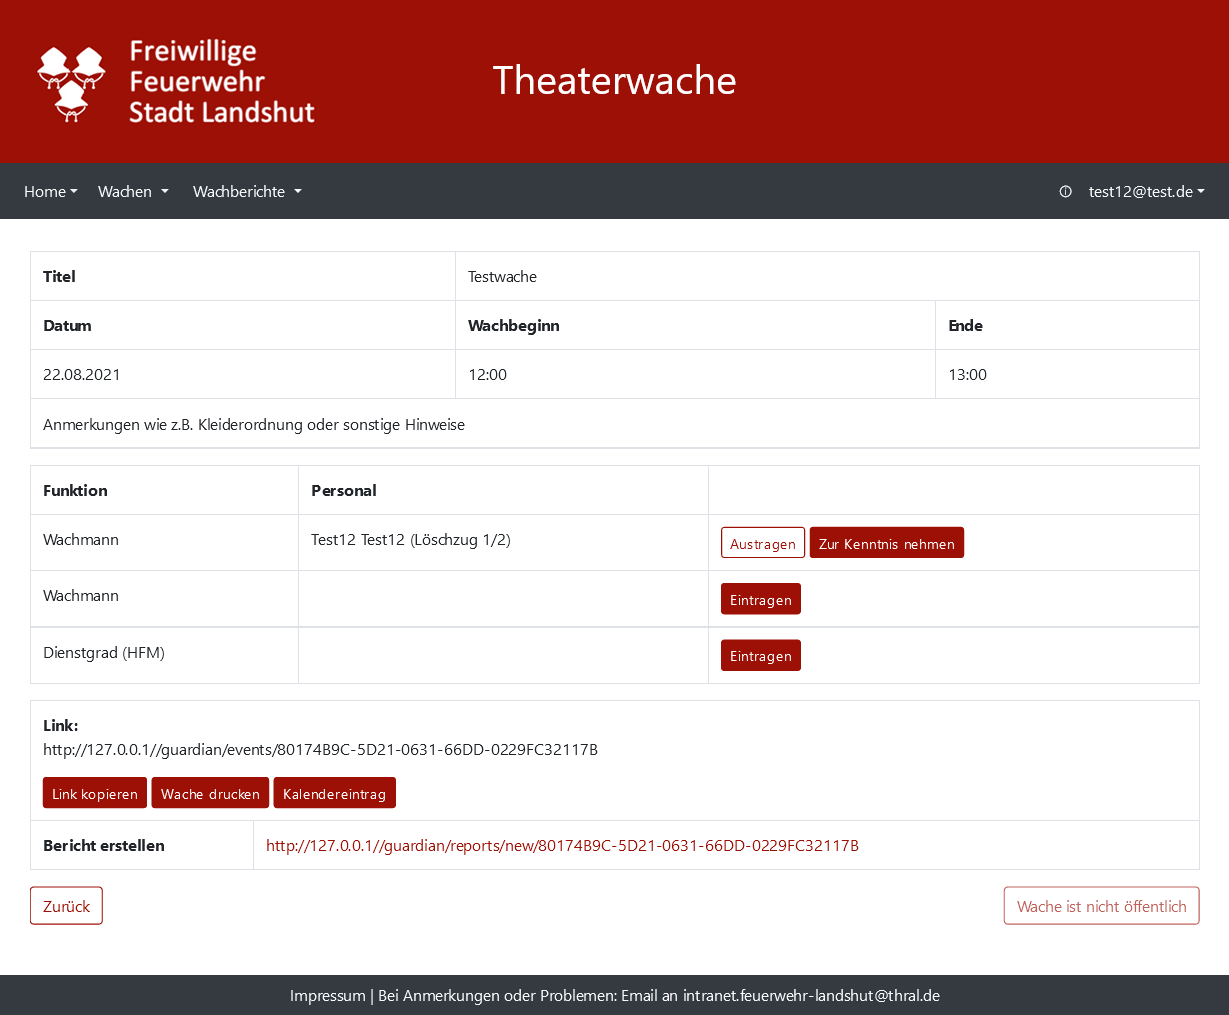 Freiwillige
Feuerwehr
Stadt Landshut
Theaterwache
Home Wachen Wachberichte test12@test.de
Titel Testwache
Datum Wachbeginn Ende
22.08.2021 12:00 13:00
Anmerkungen wie z.B. Kleiderordnung oder sonstige Hinweise
Funktion Personal
Wachmann Test12 Test12 (Löschzug 1/2) Austragen Zur Kenntnis nehmen
Wachmann Eintragen
Dienstgrad (HFM) Eintragen
Link:
http://127.0.0.1//guardian/events/80174B9C-5D21-0631-66DD-0229FC32117B
Link kopieren Wache drucken Kalendereintrag
Bericht erstellen http://127.0.0.1//guardian/reports/new/80174B9C-5D21-0631-66DD-0229FC32117B
Zurück Wache ist nicht öffentlich
Impressum | Bei Anmerkungen oder Problemen: Email an intranet.feuerwehr-landshut@thral.de